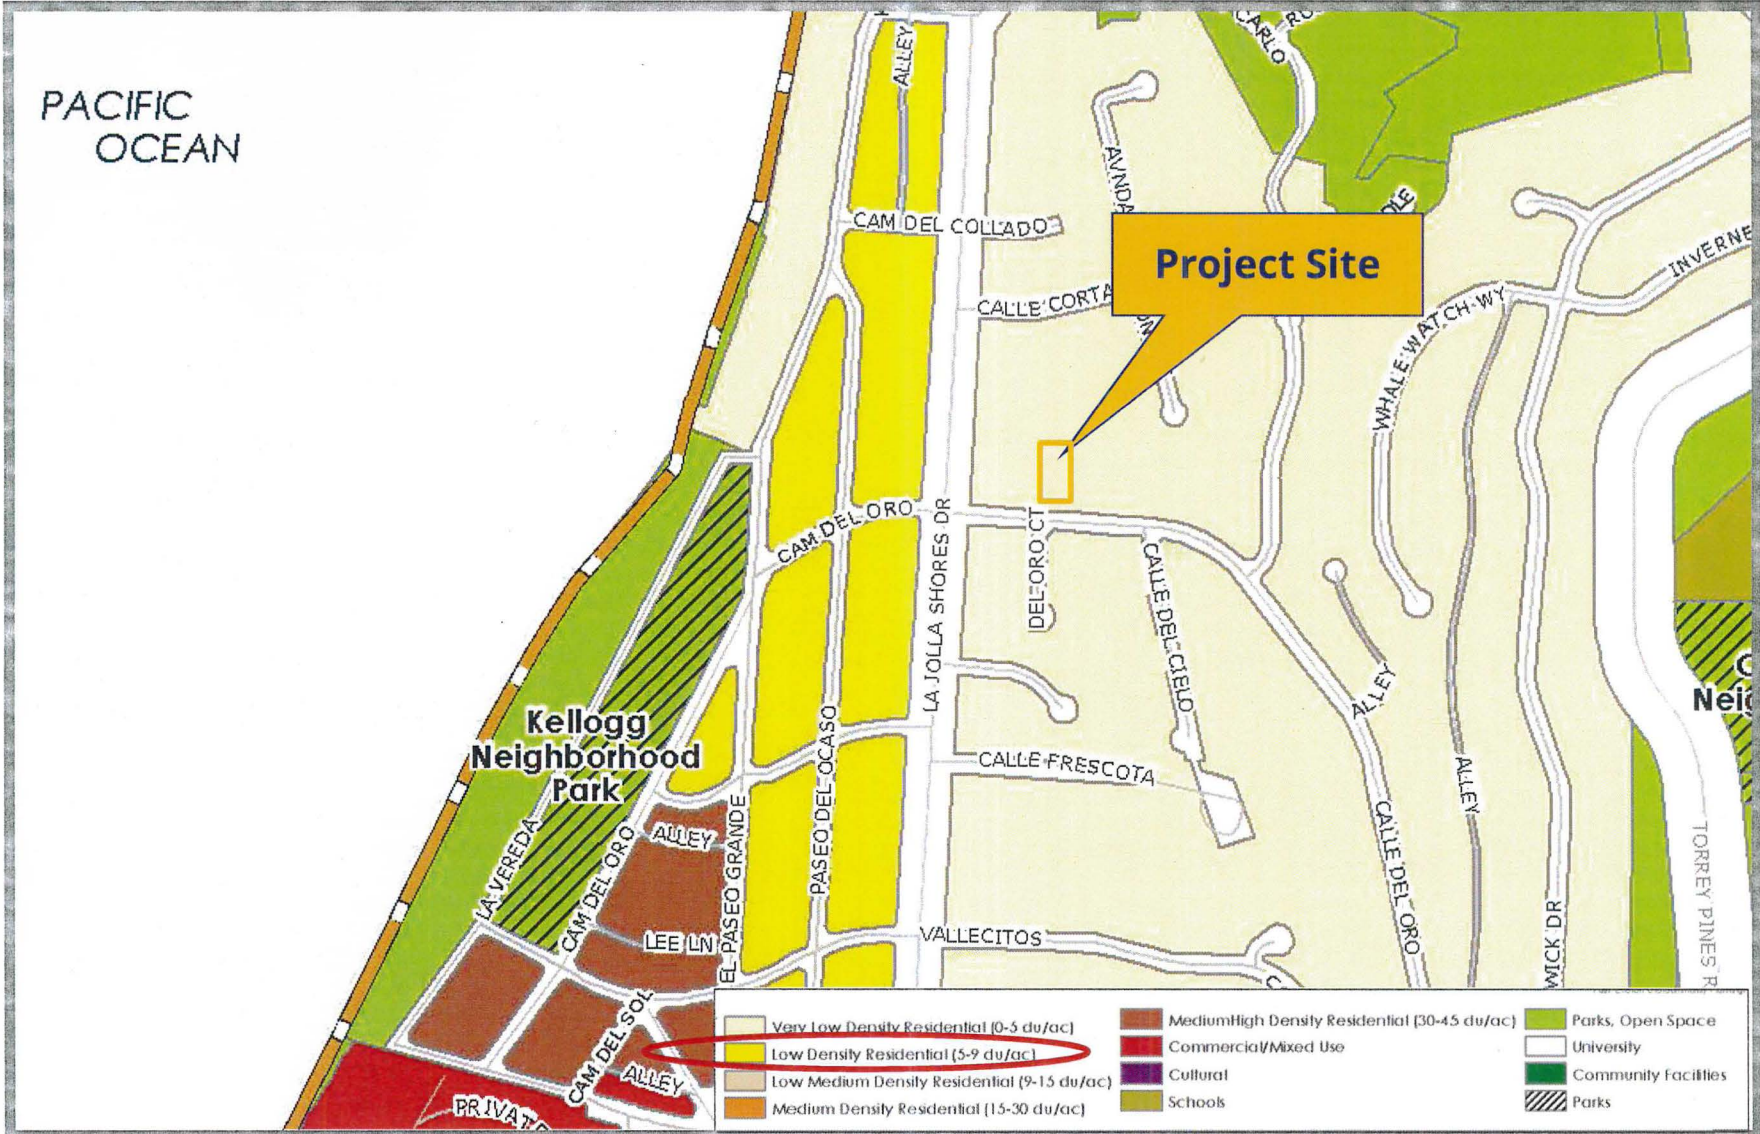 PACIFIC
OCEAN
ALLEY
CARLO
AVNDA
CAM DEL COLLADO
Project Site
CALLE CORTA
WHALE WATCH WY
CAM DEL ORO
LA JOLLA SHORES DR
DEL ORO CT
CALLE DEL CIELO
ALLEY
Kellogg
Neighborhood
Park
CALLE FRESCOTA
ALLEY
PASEO DEL OCASO
EL PASEO GRANDE
LA VEREDA
CAM DEL ORO
ALLEY
LEE LN
VALLECITOS
CALLE DEL ORO
TORREY PINES R
WICK DR
CAM DEL SOL
ALLEY
Very Low Density Residential (0-5 du/ac)
Low Density Residential (5-9 du/ac)
Low Medium Density Residential (9-15 du/ac)
Medium Density Residential (15-30 du/ac)
MediumHigh Density Residential (30-45 du/ac)
Commercial/Mixed Use
Cultural
Schools
Parks, Open Space
University
Community Facilities
Parks